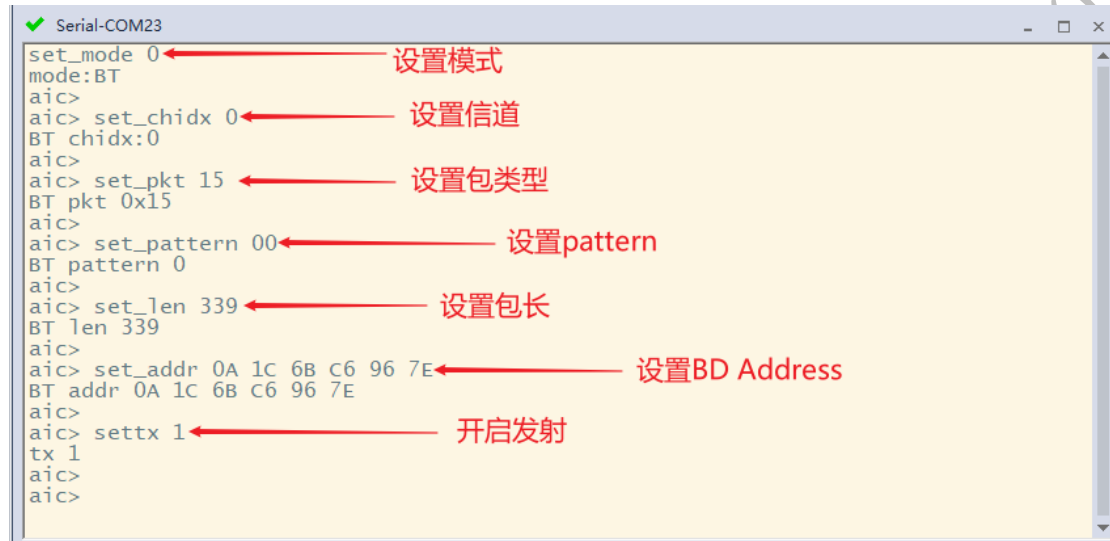 Serial-COM23
set_mode 0 设置模式
mode:BT
aic>
aic> set_chidx 0 设置信道
BT chidx:0
aic>
aic> set_pkt 15 设置包类型
BT pkt 0x15
aic>
aic> set_pattern 00 设置pattern
BT pattern 0
aic>
aic> set_len 339 设置包长
BT len 339
aic>
aic> set_addr 0A 1C 6B C6 96 7E 设置BD Address
BT addr 0A 1C 6B C6 96 7E
aic>
aic> settx 1 开启发射
tx 1
aic>
aic>